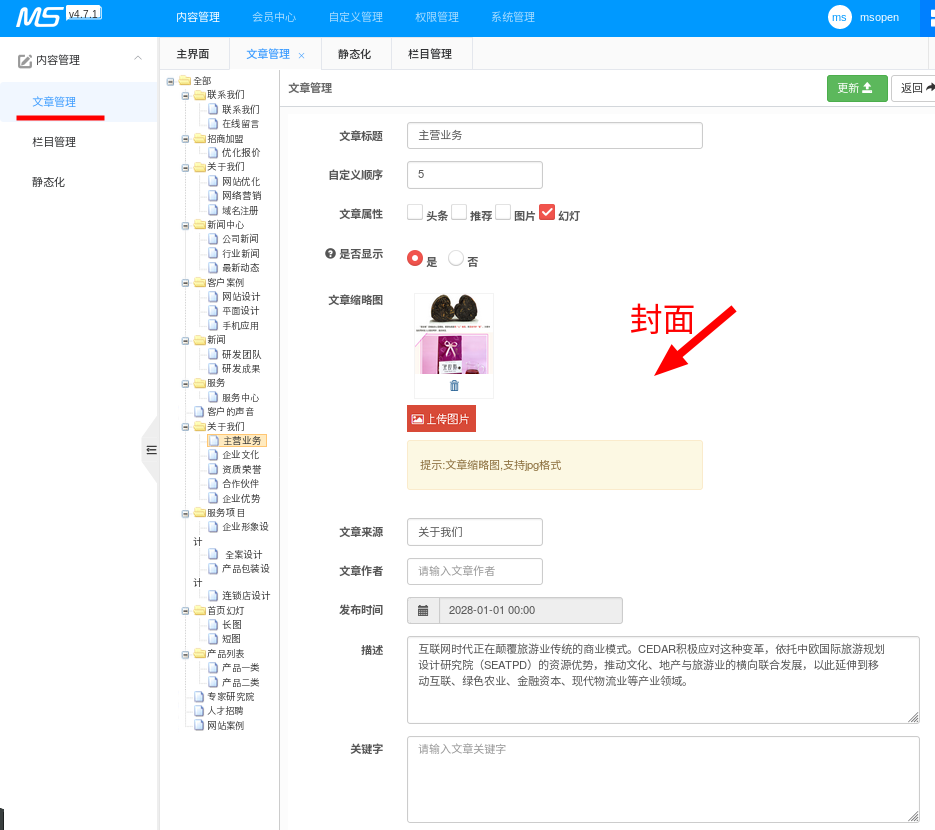 MS v4.7.1 内容管理 会员中心 自定义管理 权限管理 系统管理 ms msopen
内容管理
文章管理
栏目管理
静态化
主界面 文章管理 × 静态化 栏目管理
全部
联系我们
联系我们
在线留言
招商加盟
优化报价
关于我们
网站优化
网络营销
域名注册
新闻中心
公司新闻
行业新闻
最新动态
客户案例
网站设计
平面设计
手机应用
新闻
研发团队
研发成果
服务
服务中心
客户的声音
关于我们
主营业务
企业文化
资质荣誉
合作伙伴
企业优势
服务项目
企业形象设
计
全案设计
产品包装设
计
连锁店设计
首页幻灯
长图
短图
产品列表
产品一类
产品二类
专家研究院
人才招聘
网站案例
文章管理 更新 返回
文章标题 主营业务
自定义顺序 5
文章属性 头条 推荐 图片 幻灯
是否显示 是 否
文章缩略图
封面
上传图片
提示:文章缩略图,支持jpg格式
文章来源 关于我们
文章作者 请输入文章作者
发布时间 2028-01-01 00:00
描述 互联网时代正在颠覆旅游业传统的商业模式。CEDAR积极应对这种变革，依托中欧国际旅游规划
设计研究院（SEATPD）的资源优势，推动文化、地产与旅游业的横向联合发展，以此延伸到移
动互联、绿色农业、金融资本、现代物流业等产业领域。
关键字 请输入文章关键字